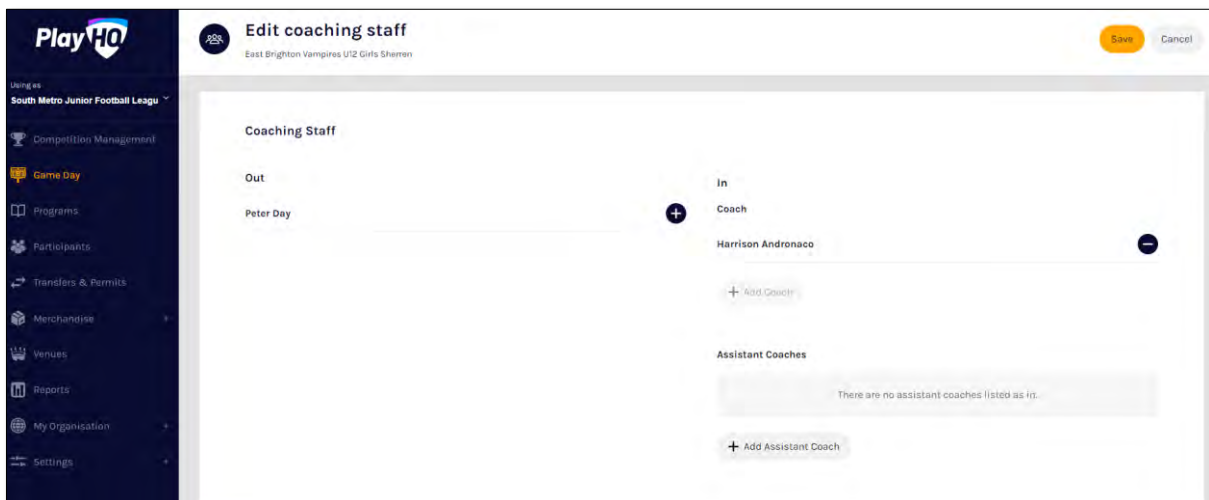 PlayHQ
Using as
South Metro Junior Football Leagu
Competition Management
Game Day
Programs
Participants
Transfers & Permits
Merchandise
Venues
Reports
My Organisation
Settings
Edit coaching staff
East Brighton Vampires U12 Girls Sherren
Save
Cancel
Coaching Staff
Out
Peter Day
In
Coach
Harrison Andronaco
+ Add Coach
Assistant Coaches
There are no assistant coaches listed as in.
+ Add Assistant Coach